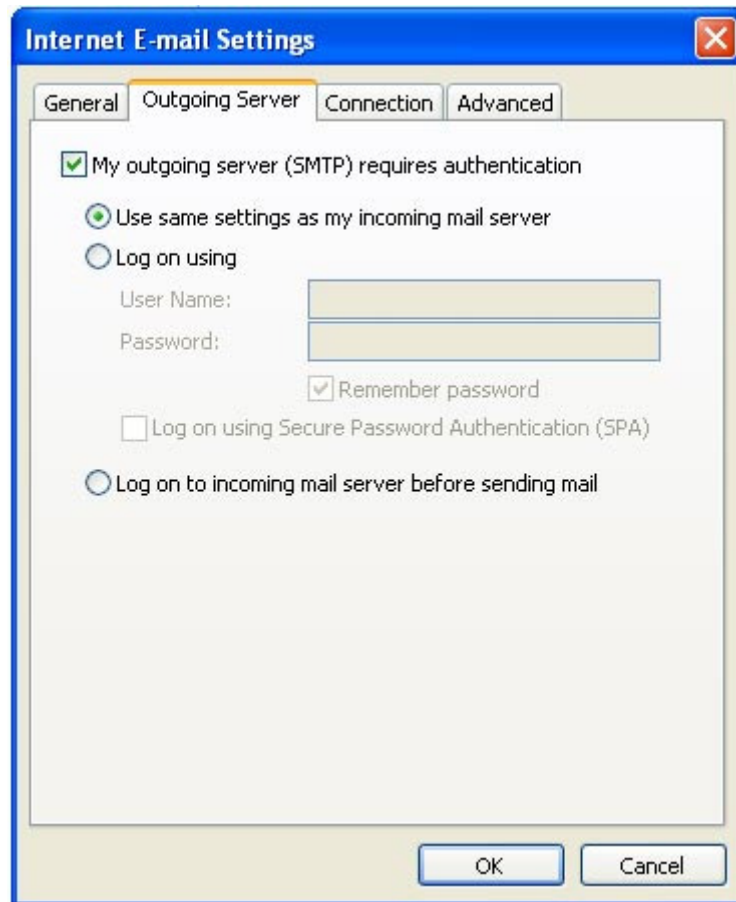 Internet E-mail Settings
General Outgoing Server Connection Advanced
My outgoing server (SMTP) requires authentication
Use same settings as my incoming mail server
Log on using
User Name:
Password:
Remember password
Log on using Secure Password Authentication (SPA)
Log on to incoming mail server before sending mail
OK Cancel